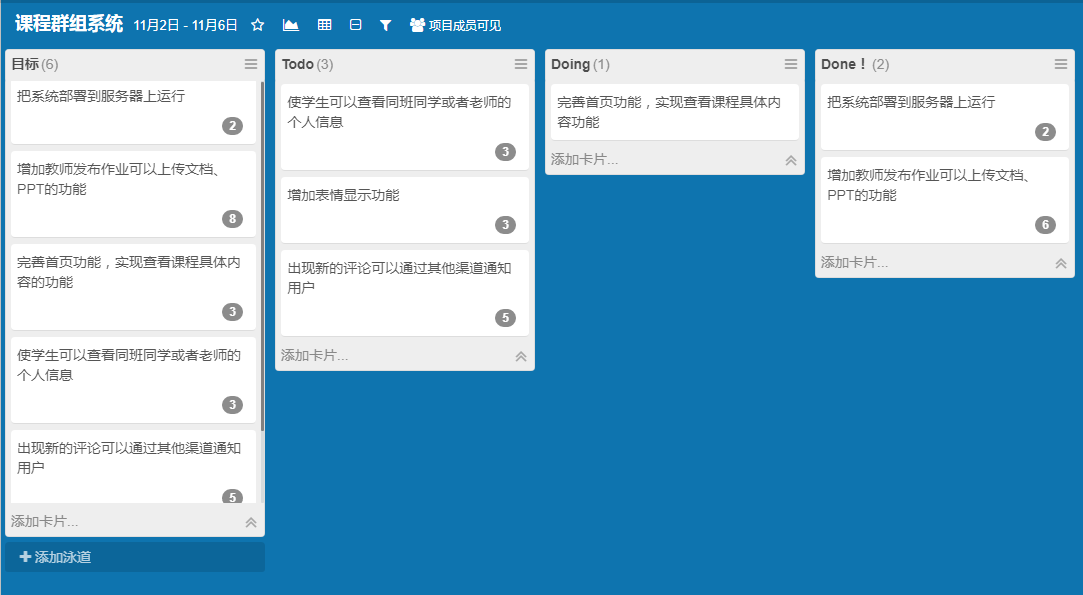 课程群组系统 11月2日 - 11月6日 项目成员可见
目标 (6)
把系统部署到服务器上运行
2
增加教师发布作业可以上传文档、
PPT的功能
8
完善首页功能，实现查看课程具体内
容的功能
3
使学生可以查看同班同学或者老师的
个人信息
3
出现新的评论可以通过其他渠道通知
用户
5
添加卡片...
添加泳道
Todo (3)
使学生可以查看同班同学或者老师的
个人信息
3
增加表情显示功能
3
出现新的评论可以通过其他渠道通知
用户
5
添加卡片...
Doing (1)
完善首页功能，实现查看课程具体内
容功能
添加卡片...
Done！ (2)
把系统部署到服务器上运行
2
增加教师发布作业可以上传文档、
PPT的功能
6
添加卡片...